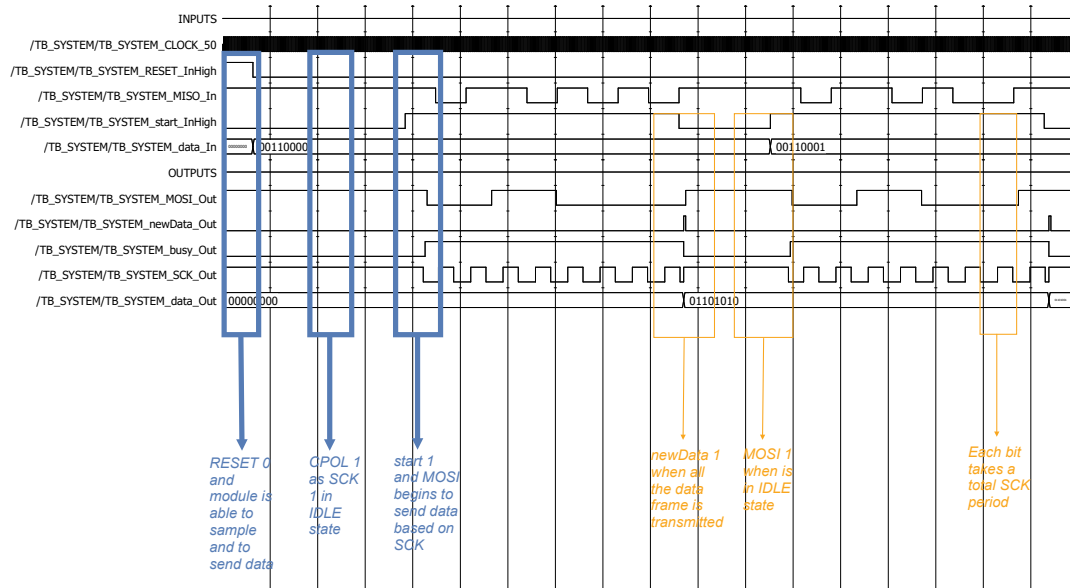 INPUTS
/TB_SYSTEM/TB_SYSTEM_CLOCK_50
/TB_SYSTEM/TB_SYSTEM_RESET_InHigh
/TB_SYSTEM/TB_SYSTEM_MISO_In
/TB_SYSTEM/TB_SYSTEM_start_InHigh
/TB_SYSTEM/TB_SYSTEM_data_In
00110000
00110001
OUTPUTS
/TB_SYSTEM/TB_SYSTEM_MOSI_Out
/TB_SYSTEM/TB_SYSTEM_newData_Out
/TB_SYSTEM/TB_SYSTEM_busy_Out
/TB_SYSTEM/TB_SYSTEM_SCK_Out
/TB_SYSTEM/TB_SYSTEM_data_Out
00000000
01101010
RESET 0
and
module is
able to
sample
and to
send data
CPOL 1
as SCK
1 in
IDLE
state
start 1
and MOSI
begins to
send data
based on
SCK
newData 1
when all
the data
frame is
transmitted
MOSI 1
when is
in IDLE
state
Each bit
takes a
total SCK
period